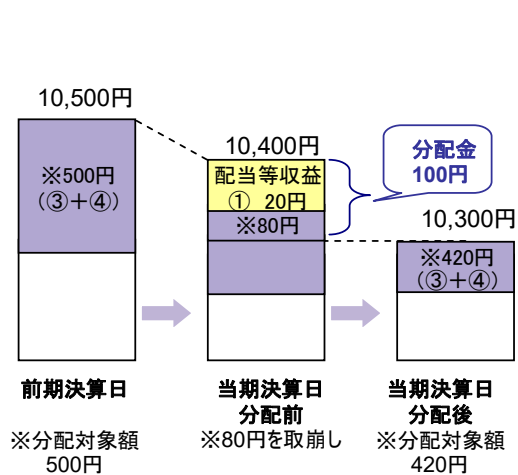 10,500円
※500円
(③+④)
10,400円
配当等収益
① 20円
※80円
分配金
100円
10,300円
※420円
(③+④)
前期決算日
※分配対象額
500円
当期決算日
分配前
※80円を取崩し
当期決算日
分配後
※分配対象額
420円